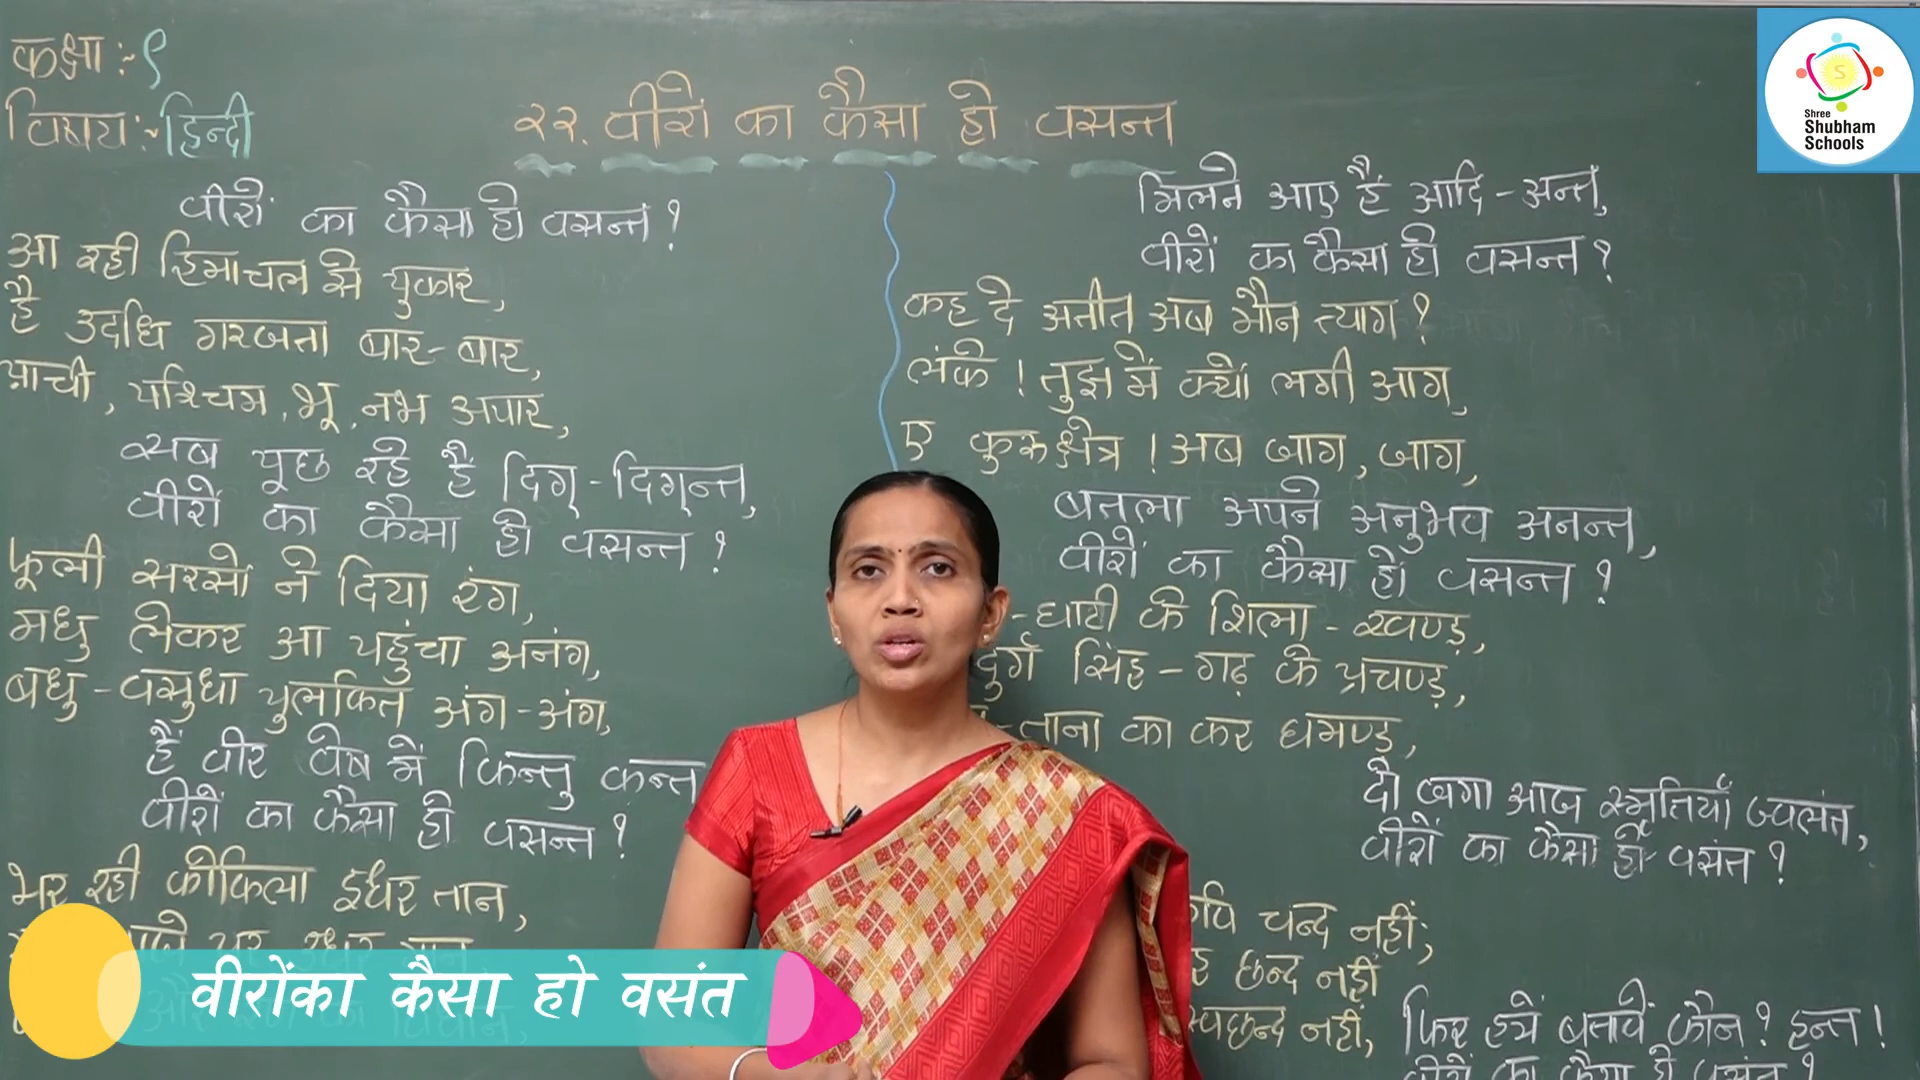 कक्षा :- ९
विषय :- हिन्दी
२२. वीरों का कैसा हो वसन्त
वीरों का कैसा हो वसन्त ?
आ रही हिमाचल से पुकार,
है उदधि गरजता बार-बार,
प्राची, पश्चिम, भू, नभ अपार,
सब पूछ रहे हैं दिग्-दिगन्त,
वीरों का कैसा हो वसन्त ?
फूली सरसों ने दिया रंग,
मधु लेकर आ पहुंचा अनंग,
बधु-वसुधा पुलकित अंग-अंग,
हैं वीर वेष में किन्तु कन्त
वीरों का कैसा हो वसन्त ?
भर रही कोकिला इधर तान,
मिलने आए हैं आदि-अन्त,
वीरों का कैसा हो वसन्त ?
कह दे अतीत अब मौन त्याग ?
लंके ! तुझ में क्यों लगी आग,
ए कुरुक्षेत्र ! अब जाग, जाग,
बतला अपने अनुभव अनन्त,
वीरों का कैसा हो वसन्त ?
-घाटी के शिला-खण्ड,
दुर्ग सिंह-गढ़ के प्रचण्ड,
-ताना का कर घमण्ड,
दो जगा आज स्मृतियाँ ज्वलंत,
वीरों का कैसा हो वसंत ?
चन्द नहीं;
छन्द नहीं
स्वछन्द नहीं,
फिर हमें बतावें कौन ? हन्त !
वीरों का कैसा हो वसंत ?
वीरोंका कैसा हो वसंत
S
Shree
Shubham
Schools